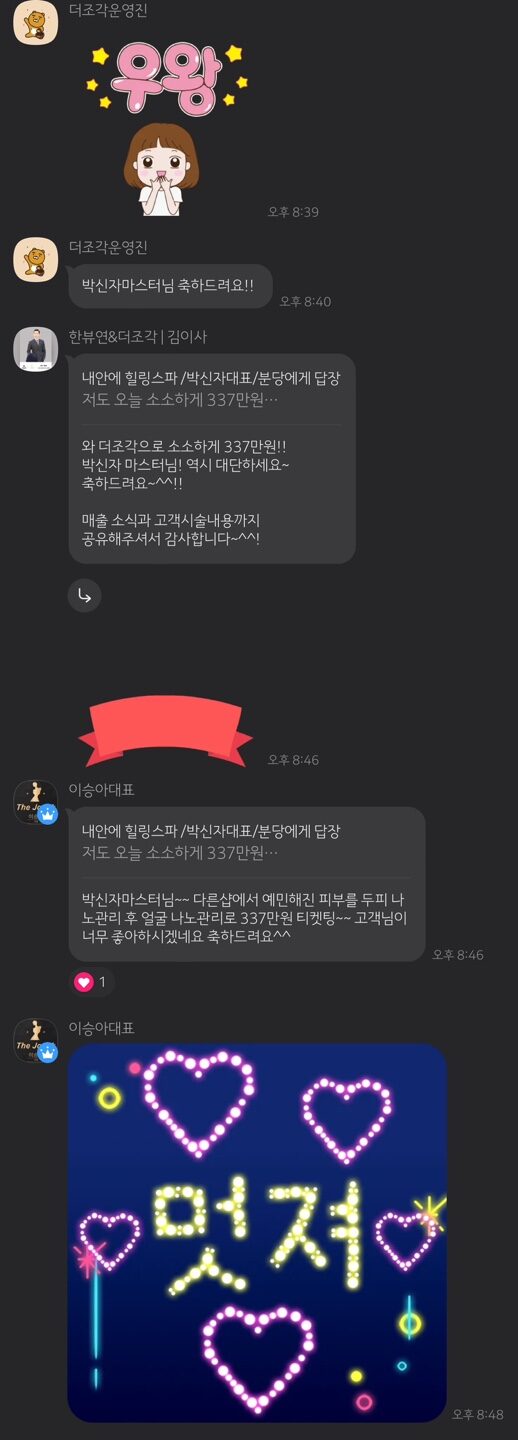 더조각운영진
우왕
오후 8:39
더조각운영진
박신자마스터님 축하드려요!!
오후 8:40
한뷰연&더조각 | 김이사
내안에 힐링스파 /박신자대표/분당에게 답장
저도 오늘 소소하게 337만원…
와 더조각으로 소소하게 337만원!!
박신자 마스터님! 역시 대단하세요~
축하드려요~^^!!
매출 소식과 고객시술내용까지
공유해주셔서 감사합니다~^^!
오후 8:46
이승아대표
내안에 힐링스파 /박신자대표/분당에게 답장
저도 오늘 소소하게 337만원…
박신자마스터님~~ 다른샵에서 예민해진 피부를 두피 나
노관리 후 얼굴 나노관리로 337만원 티켓팅~~ 고객님이
너무 좋아하시겠네요 축하드려요^^
오후 8:46
1
이승아대표
멋져
오후 8:48